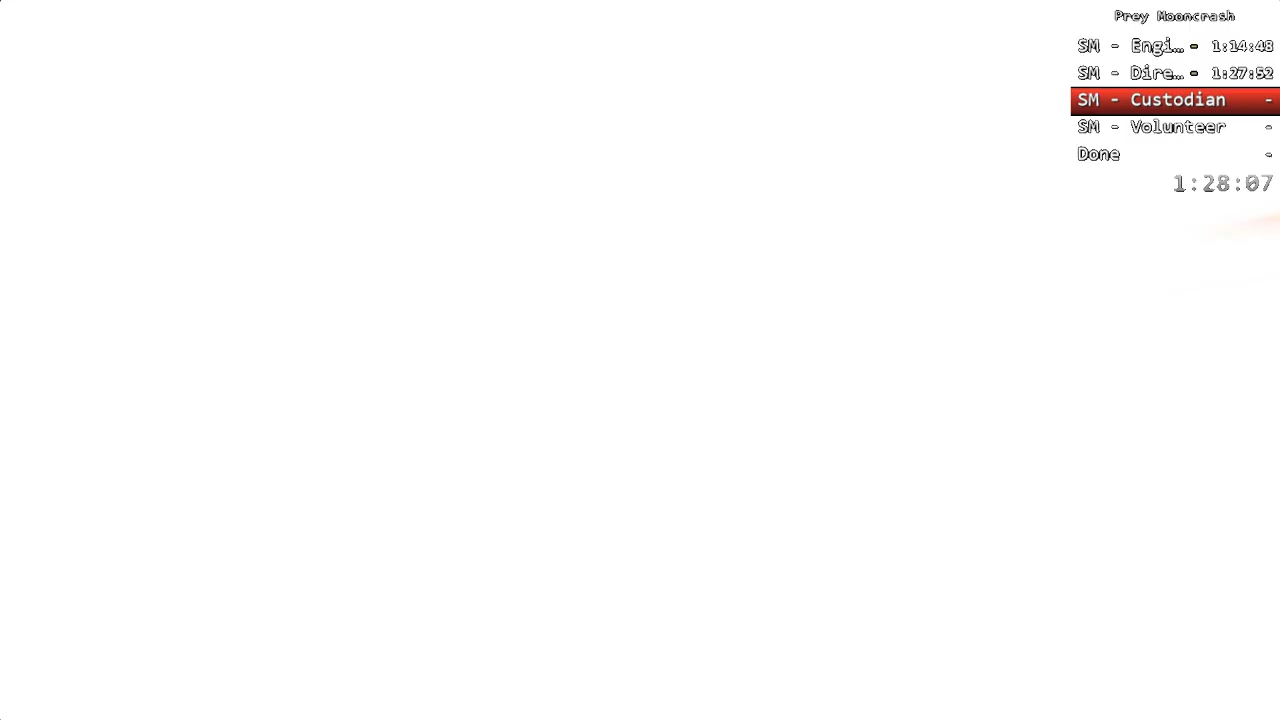 Prey Mooncrash
SM - Engi… - 1:14:48
SM - Dire… - 1:27:52
SM - Custodian -
SM - Volunteer -
Done -
1:28:07